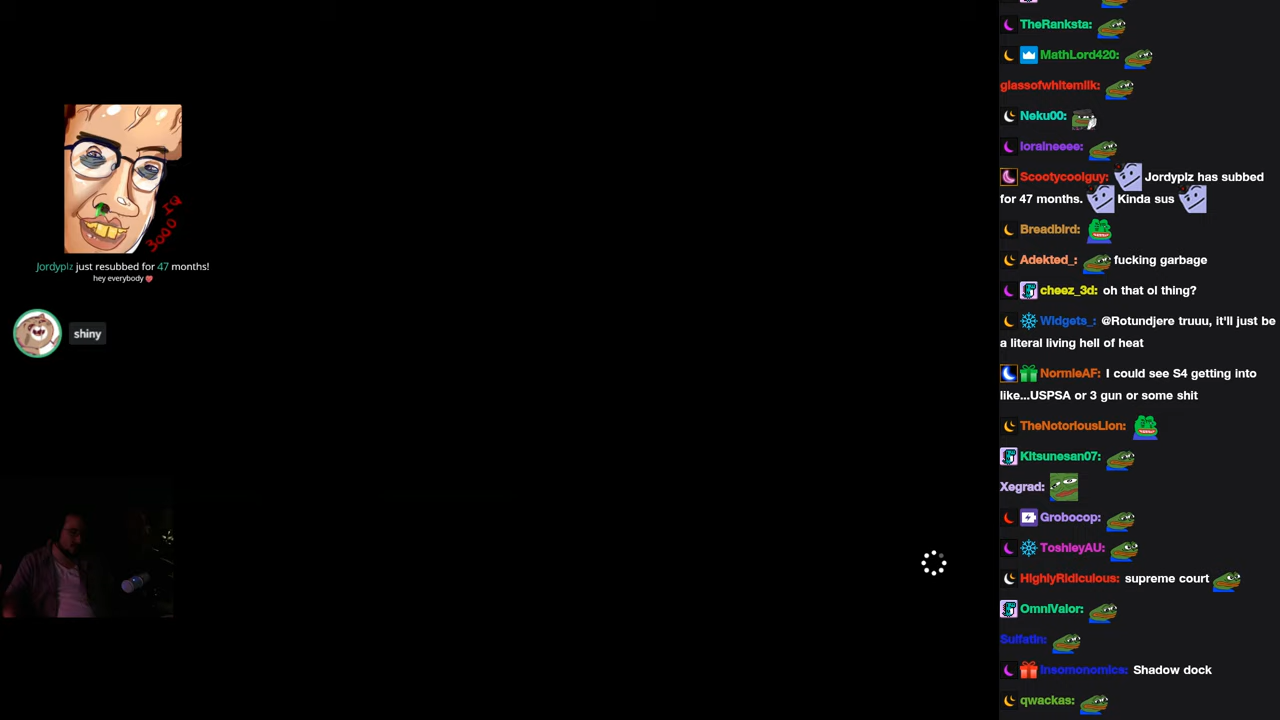 3000 IQ
Jordyplz just resubbed for 47 months!
hey everybody
shiny
TheRanksta:
MathLord420:
glassofwhitemilk:
Neku00:
loraineeee:
Scootycoolguy: Jordyplz has subbed
for 47 months. Kinda sus
Breadbird:
Adekted_: fucking garbage
cheez_3d: oh that ol thing?
Widgets_: @Rotundjere truuu, it'll just be
a literal living hell of heat
NormieAF: I could see S4 getting into
like...USPSA or 3 gun or some shit
TheNotoriousLion:
Kitsunesan07:
Xegrad:
Grobocop:
ToshleyAU:
HighlyRidiculous: supreme court
OmniValor:
Sulfatin:
Insomonomics: Shadow dock
qwackas: